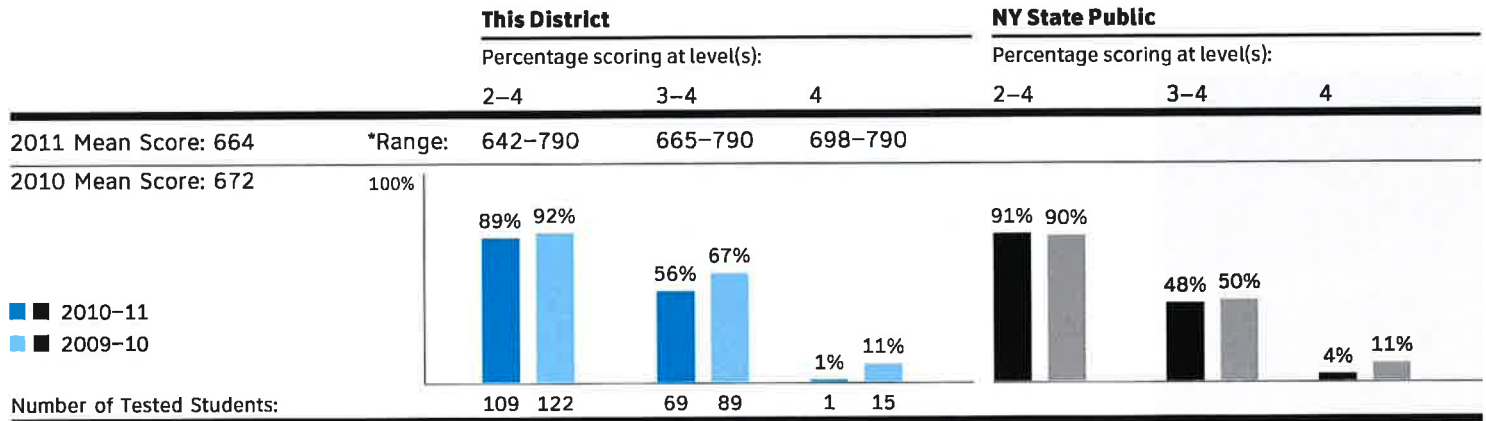 This District NY State Public
Percentage scoring at level(s): Percentage scoring at level(s):
2–4 3–4 4 2–4 3–4 4
2011 Mean Score: 664 *Range: 642–790 665–790 698–790
2010 Mean Score: 672 100%
89% 92% 56% 67% 1% 11% 91% 90% 48% 50% 4% 11%
2010–11
2009–10
Number of Tested Students: 109 122 69 89 1 15